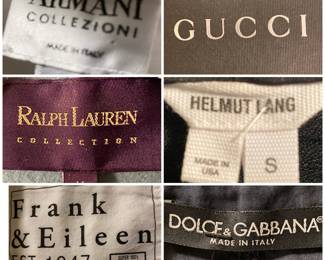 ARMANI
COLLEZIONI
MADE IN ITALY
GUCCI
RALPH LAUREN
COLLECTION
HELMUT LANG
MADE IN
USA
S
Frank
& Eileen
EST. 1947
DOLCE & GABBANA
MADE IN ITALY